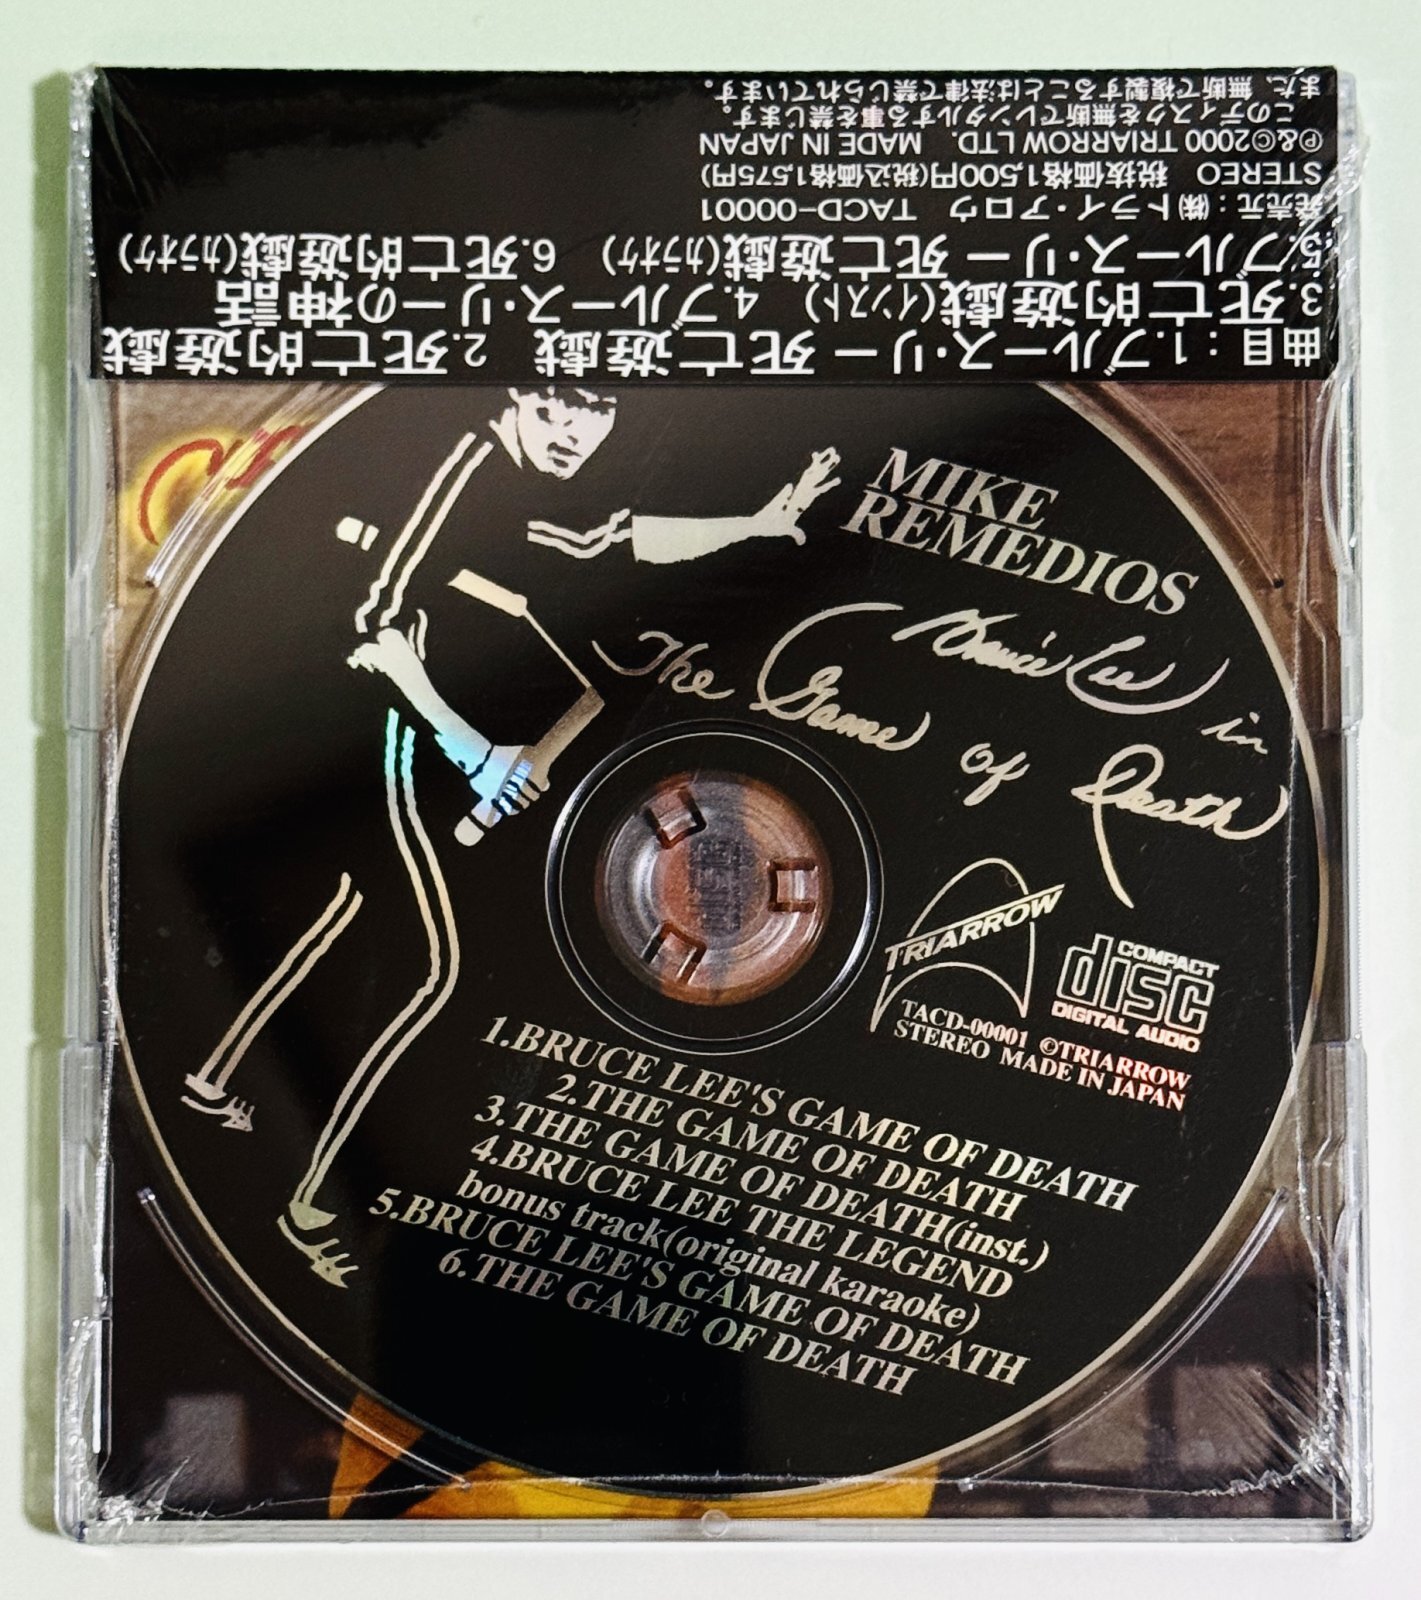 曲目：1.ブルース・リー 死亡遊戯　2.死亡的遊戯
3.死亡的遊戯(インスト)　4.ブルース・リーの神話
5.ブルース・リー 死亡遊戯(カラオケ)　6.死亡的遊戯(カラオケ)
発売元：㈱トライ・アロウ　TACD-00001
STEREO　税抜価格1,500円(税込価格1,575円)
℗&©2000 TRIARROW LTD.　MADE IN JAPAN
このディスクを無断でレンタルする事を禁じます。
また、無断で複製することは法律で禁じられています。
MIKE
REMEDIOS
Bruce Lee in
The Game of Death
TRIARROW
COMPACT
disc
DIGITAL AUDIO
TACD-00001 ©TRIARROW
STEREO MADE IN JAPAN
1.BRUCE LEE'S GAME OF DEATH
2.THE GAME OF DEATH
3.THE GAME OF DEATH(inst.)
4.BRUCE LEE THE LEGEND
bonus track(original karaoke)
5.BRUCE LEE'S GAME OF DEATH
6.THE GAME OF DEATH